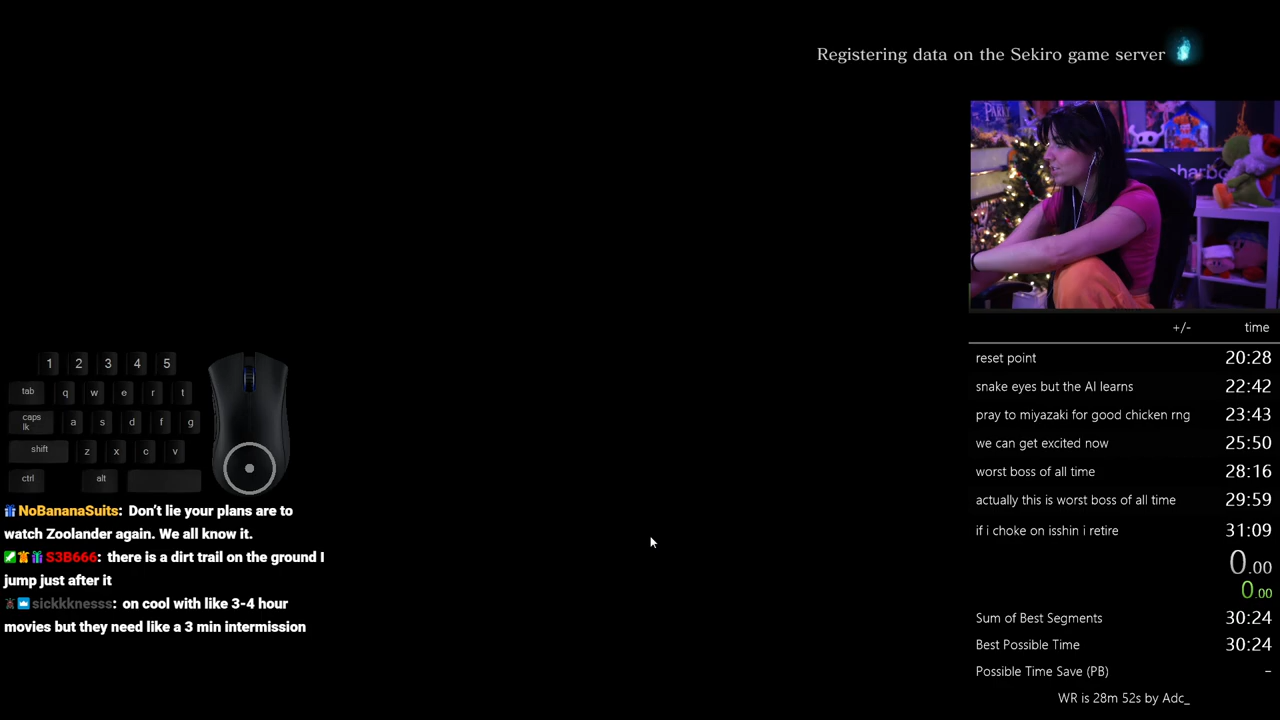 Registering data on the Sekiro game server
+/- time
reset point 20:28
snake eyes but the AI learns 22:42
pray to miyazaki for good chicken rng 23:43
we can get excited now 25:50
worst boss of all time 28:16
actually this is worst boss of all time 29:59
if i choke on isshin i retire 31:09
0.00
0.00
Sum of Best Segments 30:24
Best Possible Time 30:24
Possible Time Save (PB) –
WR is 28m 52s by Adc_
1 2 3 4 5
tab q w e r t
caps
lk a s d f g
shift z x c v
ctrl alt
NoBananaSuits: Don't lie your plans are to
watch Zoolander again. We all know it.
S3B666: there is a dirt trail on the ground I
jump just after it
sickkknesss: on cool with like 3-4 hour
movies but they need like a 3 min intermission